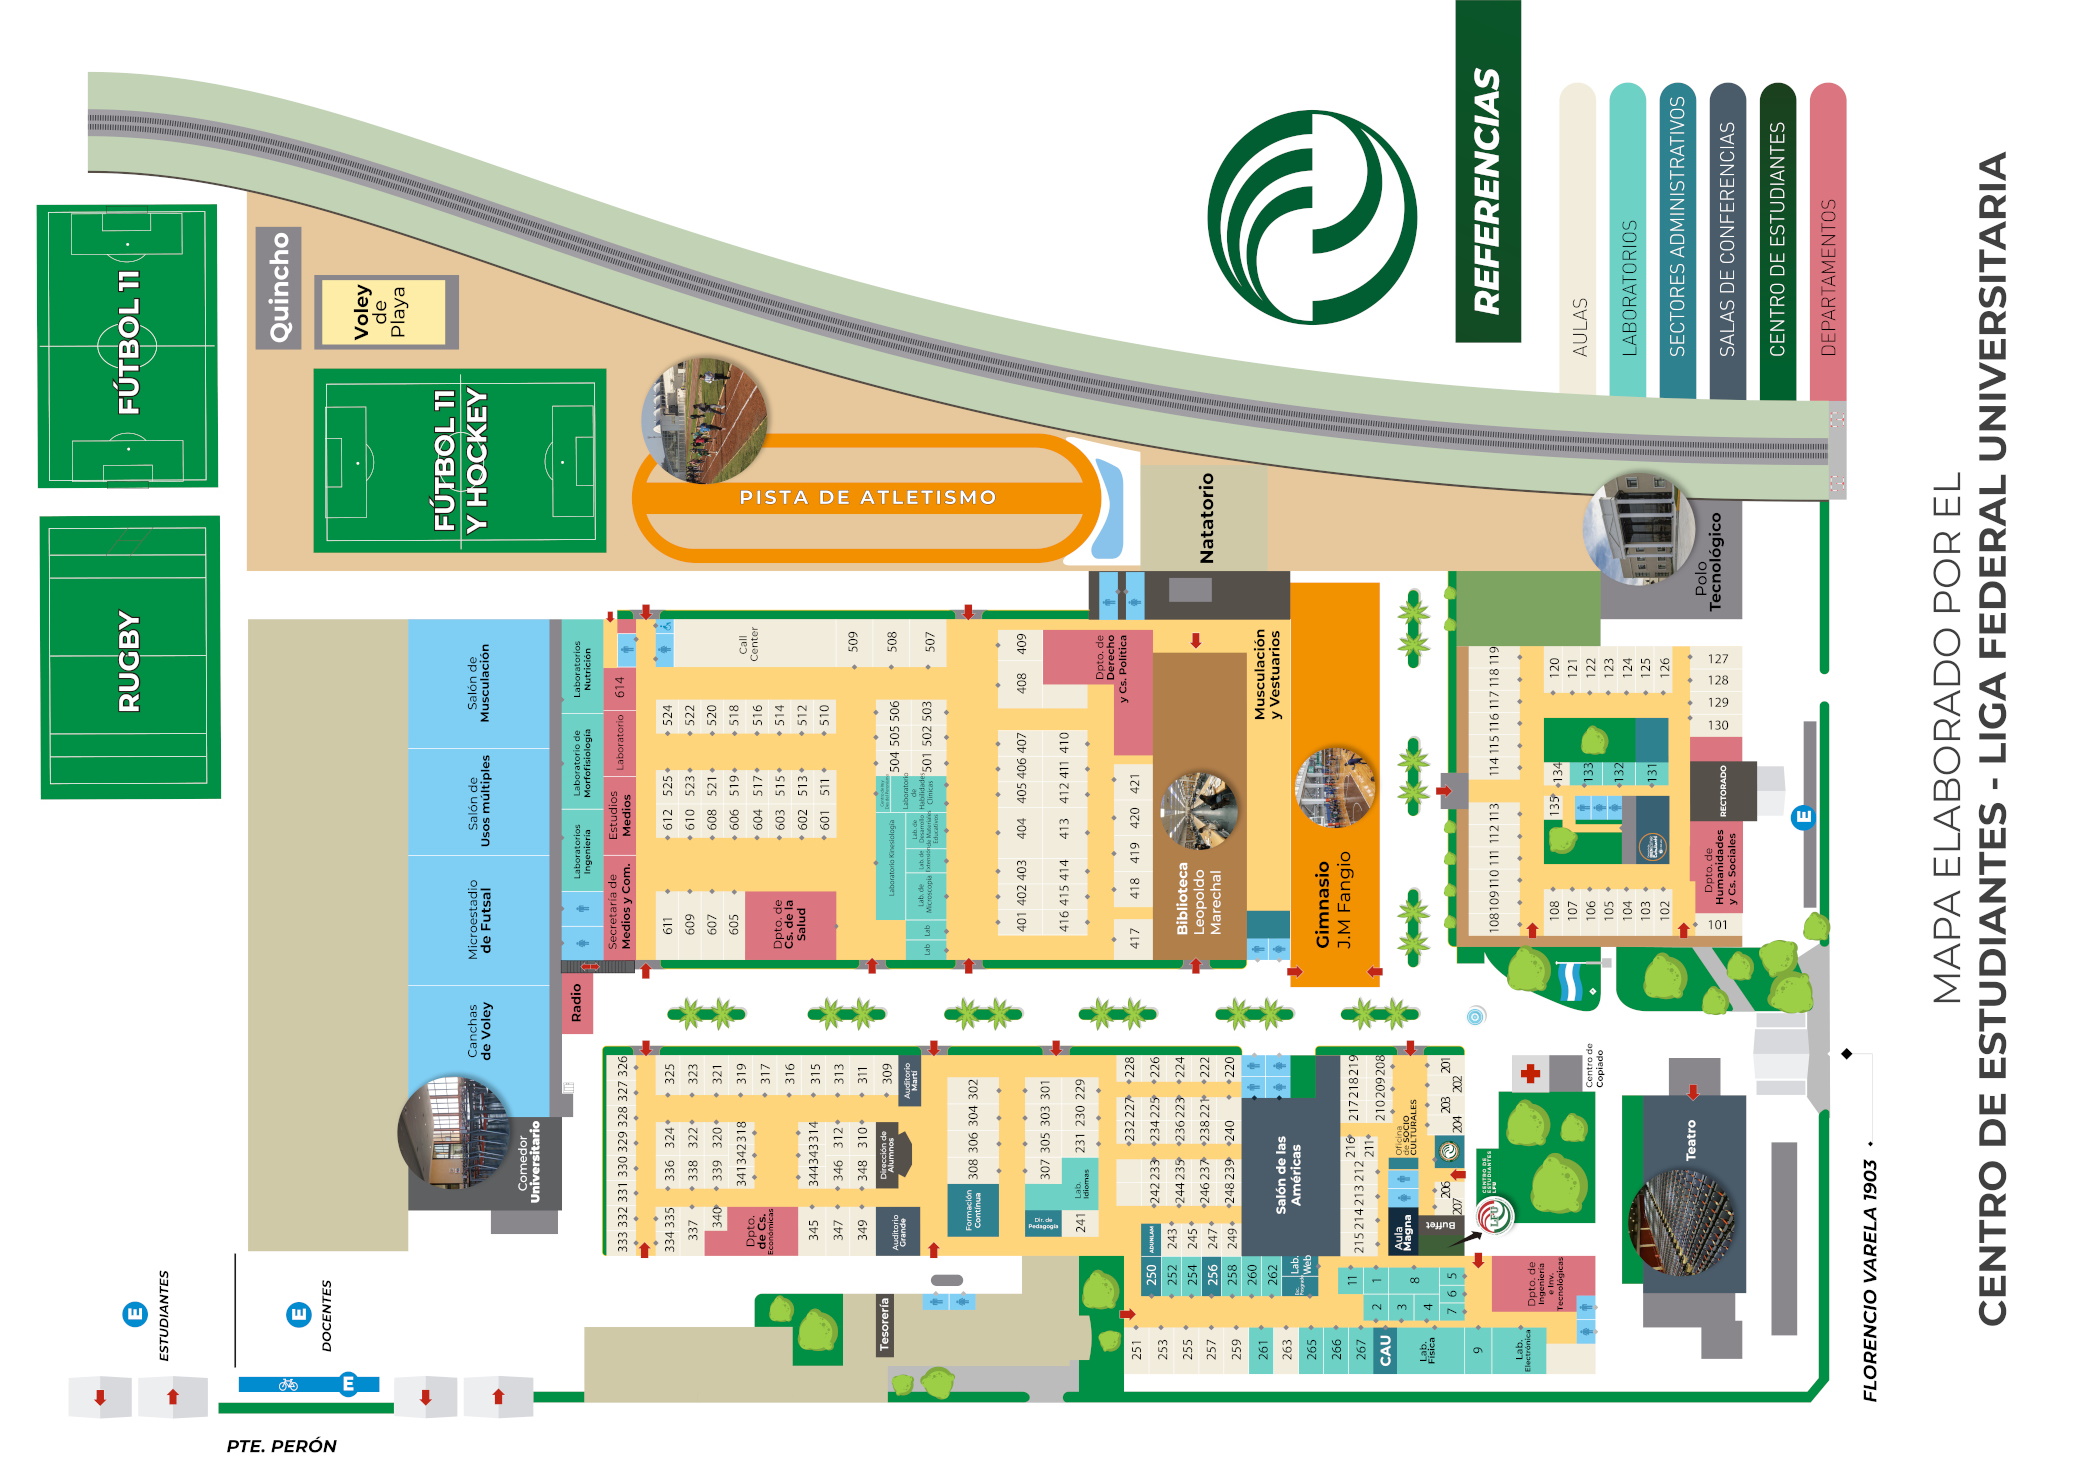 MAPA ELABORADO POR EL
CENTRO DE ESTUDIANTES - LIGA FEDERAL UNIVERSITARIA
REFERENCIAS
AULAS
LABORATORIOS
SECTORES ADMINISTRATIVOS
SALAS DE CONFERENCIAS
CENTRO DE ESTUDIANTES
DEPARTAMENTOS
FÚTBOL 11
RUGBY
Quincho
Voley
de
Playa
FÚTBOL 11
Y HOCKEY
PISTA DE ATLETISMO
Natatorio
Polo
Tecnológico
Salón de
Musculación
Salón de
Usos múltiples
Microestadio
de Futsal
Canchas
de Voley
Comedor
Universitario
Laboratorios
Nutrición
Laboratorio de
Morfofisiología
Laboratorios
Ingeniería
614
Laboratorio
Estudios
Medios
Secretaría de
Medios y Com.
Radio
Call
Center
509
508
507
524
522
520
518
516
514
512
510
525
523
521
519
517
515
513
511
612
610
608
606
604
603
602
601
611
609
607
605
Dpto. de
Cs. de la
Salud
504 505 506
501 502 503
Laboratorio
de
Habilidades
Clínicas
Laboratorio Kinesiología
Lab. de
Desarrollo
de Materiales
Educativos
Lab. de
Extensión
Lab. de
Microscopía
Lab
Lab
409
408
Dpto. de
Derecho
y Cs. Política
405 406 407
412 411 410
404
413
401 402 403
416 415 414
421
420
419
418
417
Biblioteca
Leopoldo
Marechal
Musculación
y Vestuarios
Gimnasio
J.M Fangio
114 115 116 117 118 119
108 109 110 111 112 113
120
121
122
123
124
125
126
127
128
129
130
134
133
132
131
135
RECTORADO
Dpto. de
Humanidades
y Cs. Sociales
108
107
106
105
104
103
102
101
E
333 332 331 330 329 328 327 326
325
323
321
319
317
316
315
313
311
309
Auditorio
Martí
324
322
320
318
342
341
314
343
344
312
310
336
338
339
346
348
Dirección de
Alumnos
334 335
337
340
Dpto.
de Cs.
Económicas
345
347
349
Auditorio
Grande
308 306 304 302
Formación
Continua
307 305 303 301
231 230 229
Lab.
Idiomas
Dir. de
Pedagogía
241
228
226
224
222
220
232 227
234 225
236 223
238 221
240
242 233
244 235
246 237
248 239
ADUNLAM
243
245
247
249
Salón de las
Américas
217 218 219
210 209 208
216
211
215 214 213 212
Oficina
de SOCIO
CULTURALES
201
202
203
204
206
207
Aula
Magna
Buffet
CENTRO DE
ESTUDIANTES
LFU
Centro de
Copiado
Teatro
250
252
254
256
258
260
262
Lab.
Web
11
1
8
5
6
2
3
4
7
Dpto. de
Ingeniería
e Inv.
Tecnológicas
251
253
255
257
259
261
263
265
266
267
CAU
Lab.
Física
9
Lab.
Electrónica
Tesorería
E
ESTUDIANTES
E
DOCENTES
E
PTE. PERÓN
FLORENCIO VARELA 1903